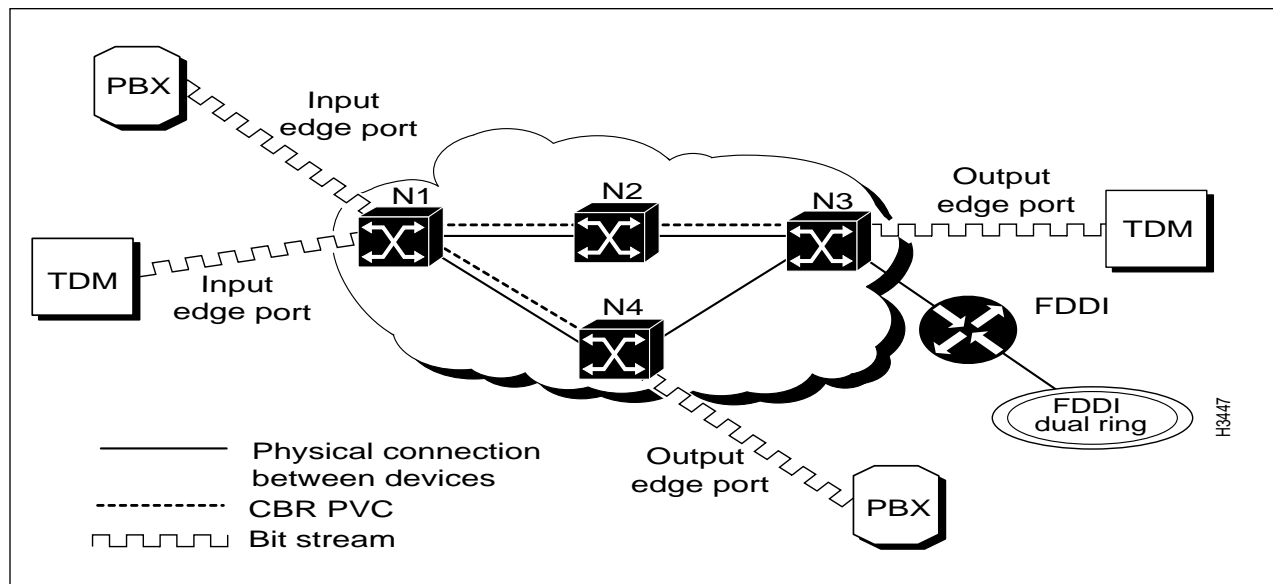 PBX
Input
edge port
N1
N2
N3
Output
edge port
TDM
TDM
Input
edge port
N4
FDDI
FDDI
dual ring
H3447
Physical connection
between devices
Output
edge port
CBR PVC
PBX
Bit stream